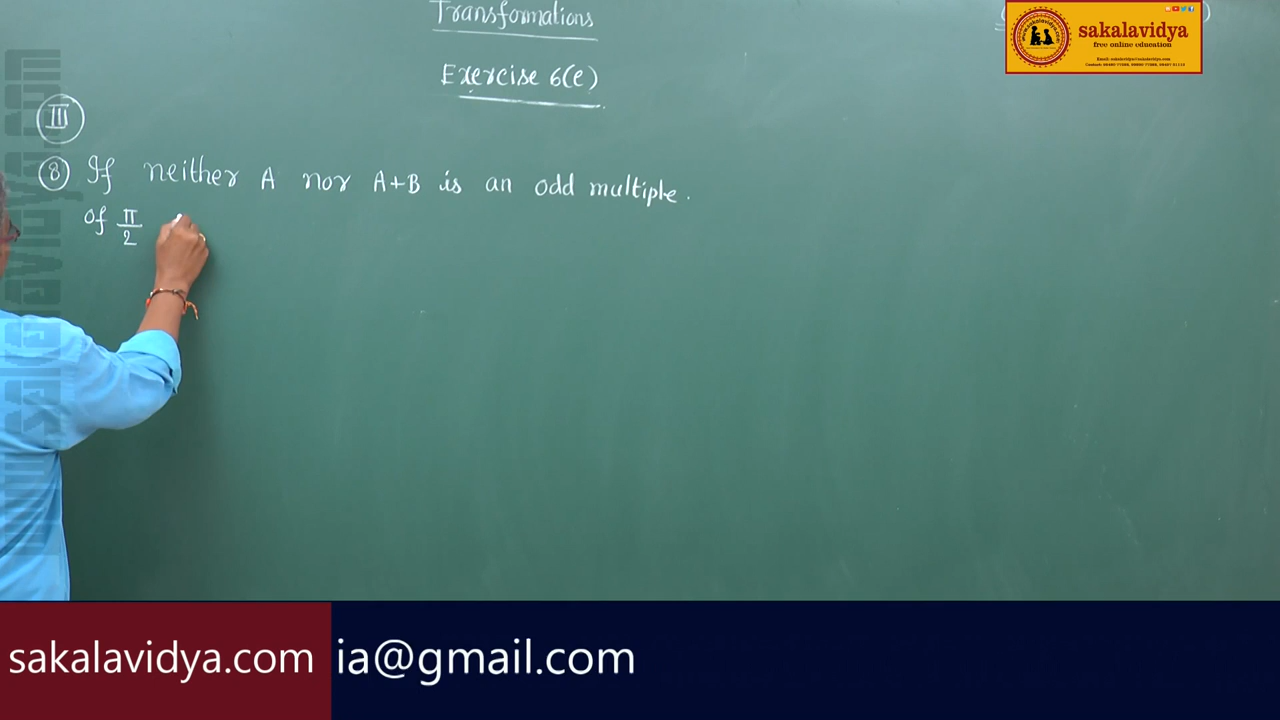 Transformations
Exercise 6(e)
III
8 If neither A nor A+B is an odd multiple.
of π/2
sakalavidya
free online education
sakalavidya.com ia@gmail.com